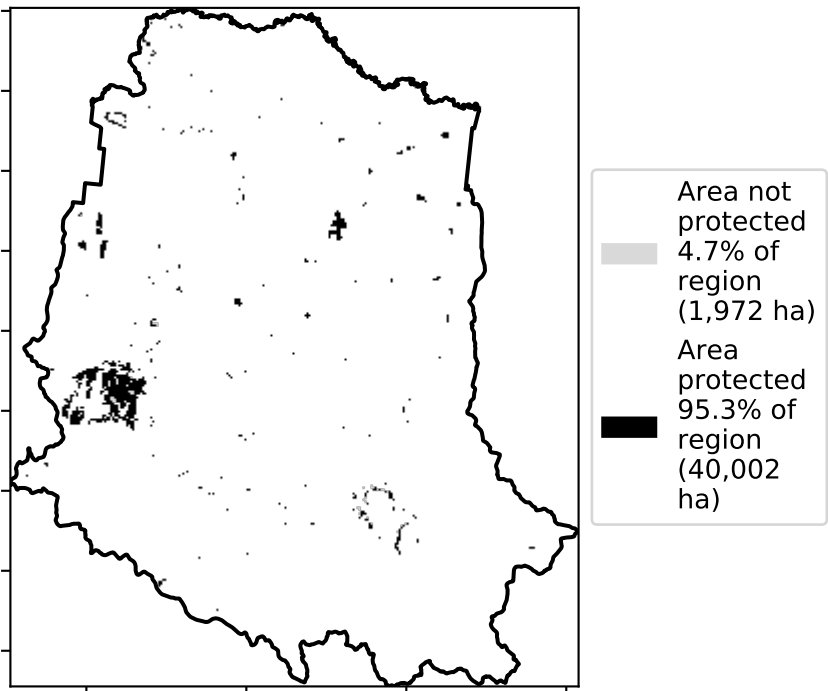 Area not
protected
4.7% of
region
(1,972 ha)
Area
protected
95.3% of
region
(40,002
ha)